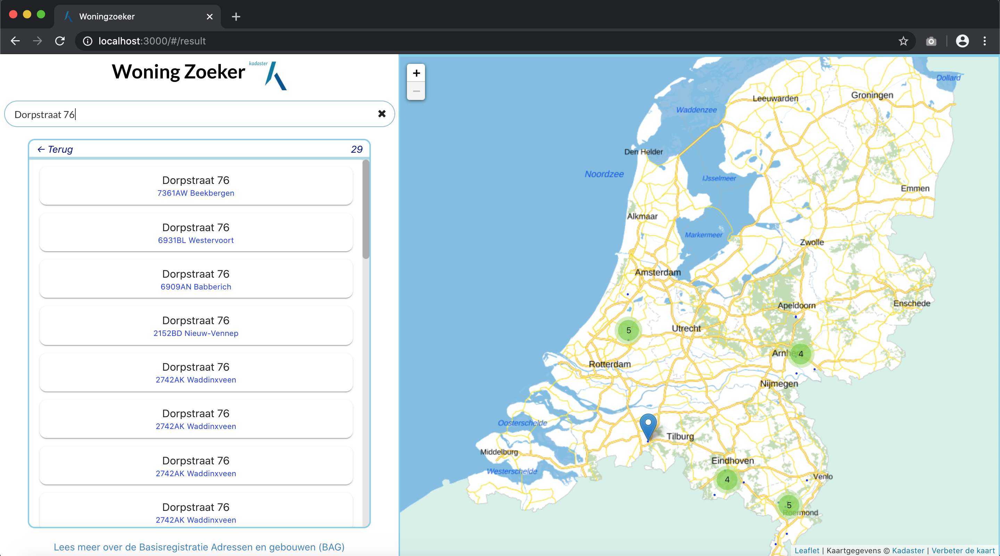 Woningzoeker
localhost:3000/#/result
Woning Zoeker
kadaster
Dorpstraat 76
← Terug 29
Dorpstraat 76
7361AW Beekbergen
Dorpstraat 76
6931BL Westervoort
Dorpstraat 76
6909AN Babberich
Dorpstraat 76
2152BD Nieuw-Vennep
Dorpstraat 76
2742AK Waddinxveen
Dorpstraat 76
2742AK Waddinxveen
Dorpstraat 76
2742AK Waddinxveen
Dorpstraat 76
2742AK Waddinxveen
Lees meer over de Basisregistratie Adressen en gebouwen (BAG)
+
−
Dollard
Groningen
Leeuwarden
Waddenzee
Den Helder
Noordzee
IJsselmeer
Emmen
Alkmaar
Markermeer
Zwolle
Amsterdam
Enschede
Apeldoorn
Utrecht
5
Arnhem
4
Rotterdam
Nijmegen
Oosterschelde
Tilburg
Middelburg
Eindhoven
Westerschelde
Venlo
4
5
Roermond
Leaflet | Kaartgegevens © Kadaster | Verbeter de kaart